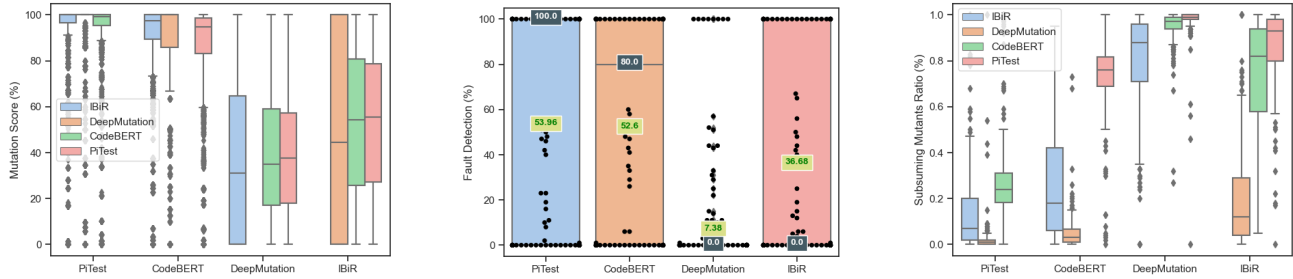 Mutation Score (%)
100
80
60
40
20
0
IBiR
DeepMutation
CodeBERT
PiTest
PiTest
CodeBERT
DeepMutation
IBiR
Fault Detection (%)
100
80
60
40
20
0
100.0
80.0
53.96
52.6
36.68
7.38
0.0
0.0
PiTest
CodeBERT
DeepMutation
IBiR
Subsuming Mutants Ratio (%)
1.0
0.8
0.6
0.4
0.2
0.0
IBiR
DeepMutation
CodeBERT
PiTest
PiTest
CodeBERT
DeepMutation
IBiR